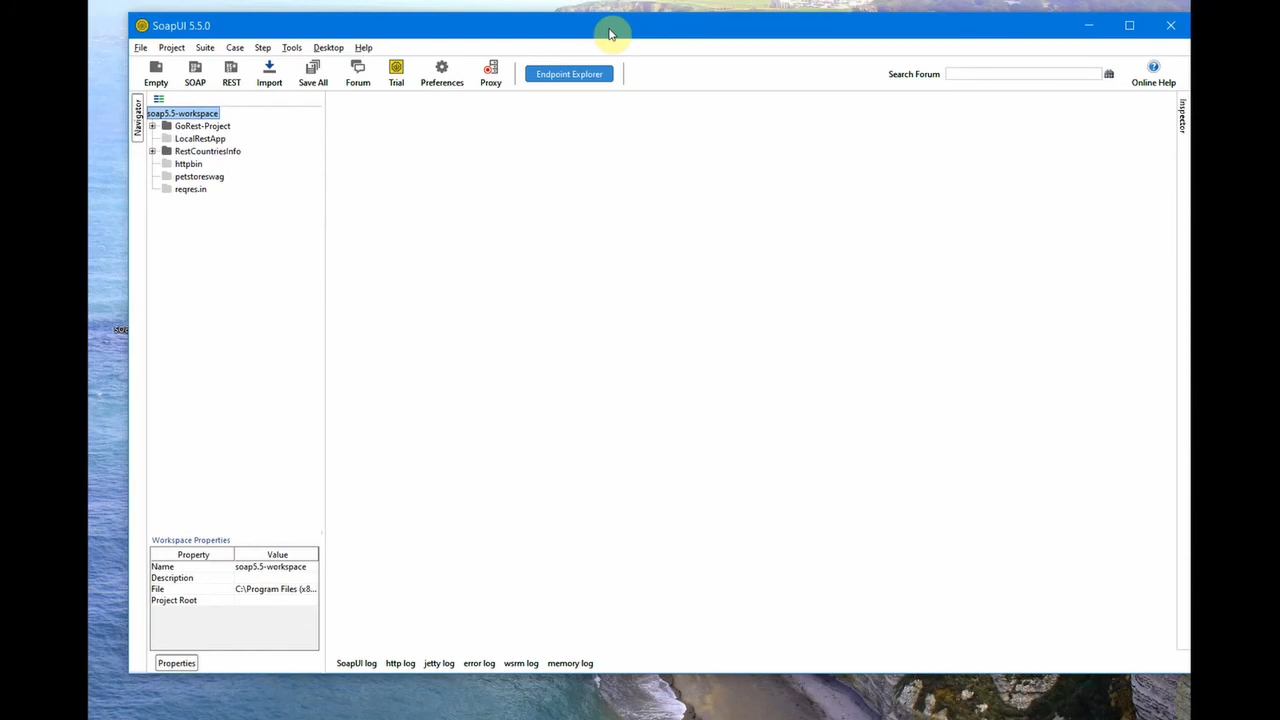 SoapUI 5.5.0
File Project Suite Case Step Tools Desktop Help
Empty SOAP REST Import Save All Forum Trial Preferences Proxy Endpoint Explorer Search Forum Online Help
Navigator
Inspector
soap5.5-workspace
GoRest-Project
LocalRestApp
RestCountriesInfo
httpbin
petstoreswag
reqres.in
Workspace Properties
Property Value
Name soap5.5-workspace
Description
File C:\Program Files (x8...
Project Root
Properties
SoapUI log http log jetty log error log wsrm log memory log